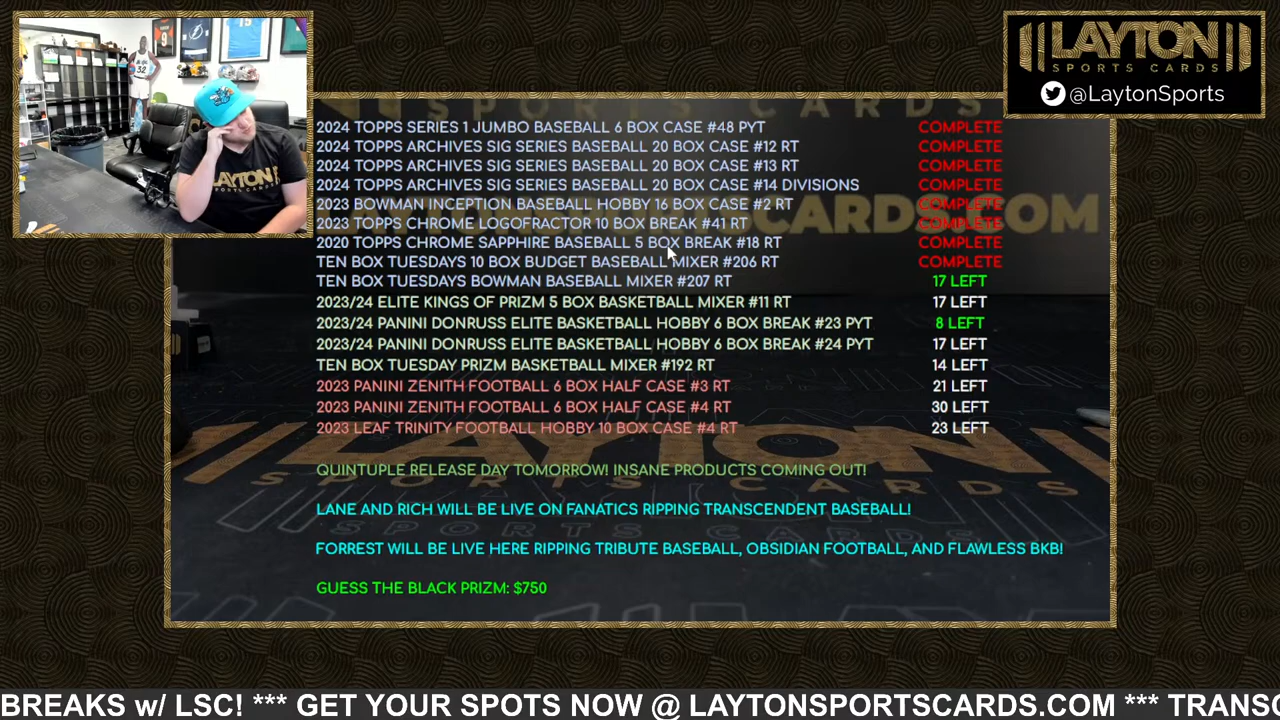 LAYTON
SPORTS CARDS
@LaytonSports
2024 TOPPS SERIES 1 JUMBO BASEBALL 6 BOX CASE #48 PYT COMPLETE
2024 TOPPS ARCHIVES SIG SERIES BASEBALL 20 BOX CASE #12 RT COMPLETE
2024 TOPPS ARCHIVES SIG SERIES BASEBALL 20 BOX CASE #13 RT COMPLETE
2024 TOPPS ARCHIVES SIG SERIES BASEBALL 20 BOX CASE #14 DIVISIONS COMPLETE
2023 BOWMAN INCEPTION BASEBALL HOBBY 16 BOX CASE #2 RT COMPLETE
2023 TOPPS CHROME LOGOFRACTOR 10 BOX BREAK #41 RT COMPLETE
2020 TOPPS CHROME SAPPHIRE BASEBALL 5 BOX BREAK #18 RT COMPLETE
TEN BOX TUESDAYS 10 BOX BUDGET BASEBALL MIXER #206 RT COMPLETE
TEN BOX TUESDAYS BOWMAN BASEBALL MIXER #207 RT 17 LEFT
2023/24 ELITE KINGS OF PRIZM 5 BOX BASKETBALL MIXER #11 RT 17 LEFT
2023/24 PANINI DONRUSS ELITE BASKETBALL HOBBY 6 BOX BREAK #23 PYT 8 LEFT
2023/24 PANINI DONRUSS ELITE BASKETBALL HOBBY 6 BOX BREAK #24 PYT 17 LEFT
TEN BOX TUESDAY PRIZM BASKETBALL MIXER #192 RT 14 LEFT
2023 PANINI ZENITH FOOTBALL 6 BOX HALF CASE #3 RT 21 LEFT
2023 PANINI ZENITH FOOTBALL 6 BOX HALF CASE #4 RT 30 LEFT
2023 LEAF TRINITY FOOTBALL HOBBY 10 BOX CASE #4 RT 23 LEFT
QUINTUPLE RELEASE DAY TOMORROW! INSANE PRODUCTS COMING OUT!
LANE AND RICH WILL BE LIVE ON FANATICS RIPPING TRANSCENDENT BASEBALL!
FORREST WILL BE LIVE HERE RIPPING TRIBUTE BASEBALL, OBSIDIAN FOOTBALL, AND FLAWLESS BKB!
GUESS THE BLACK PRIZM: $750
SPORTS
CARDS.COM
LAYTON
SPORTS CARDS
LAYTON
SPORTS CARDS
BREAKS w/ LSC! *** GET YOUR SPOTS NOW @ LAYTONSPORTSCARDS.COM *** TRANSC